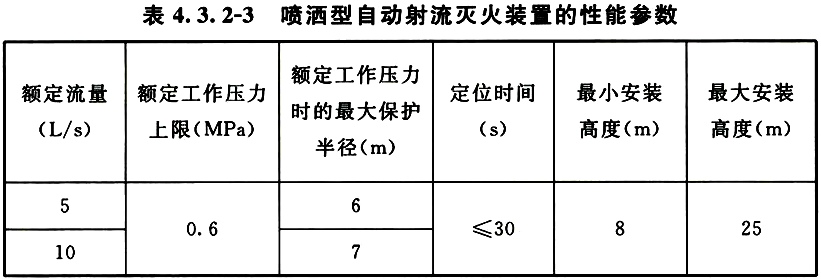 表 4.3.2-3 喷洒型自动射流灭火装置的性能参数
额定流量
(L/s)
额定工作压力
上限(MPa)
额定工作压力
时的最大保护
半径(m)
定位时间
(s)
最小安装
高度(m)
最大安装
高度(m)
5
0.6
6
≤30
8
25
10
7